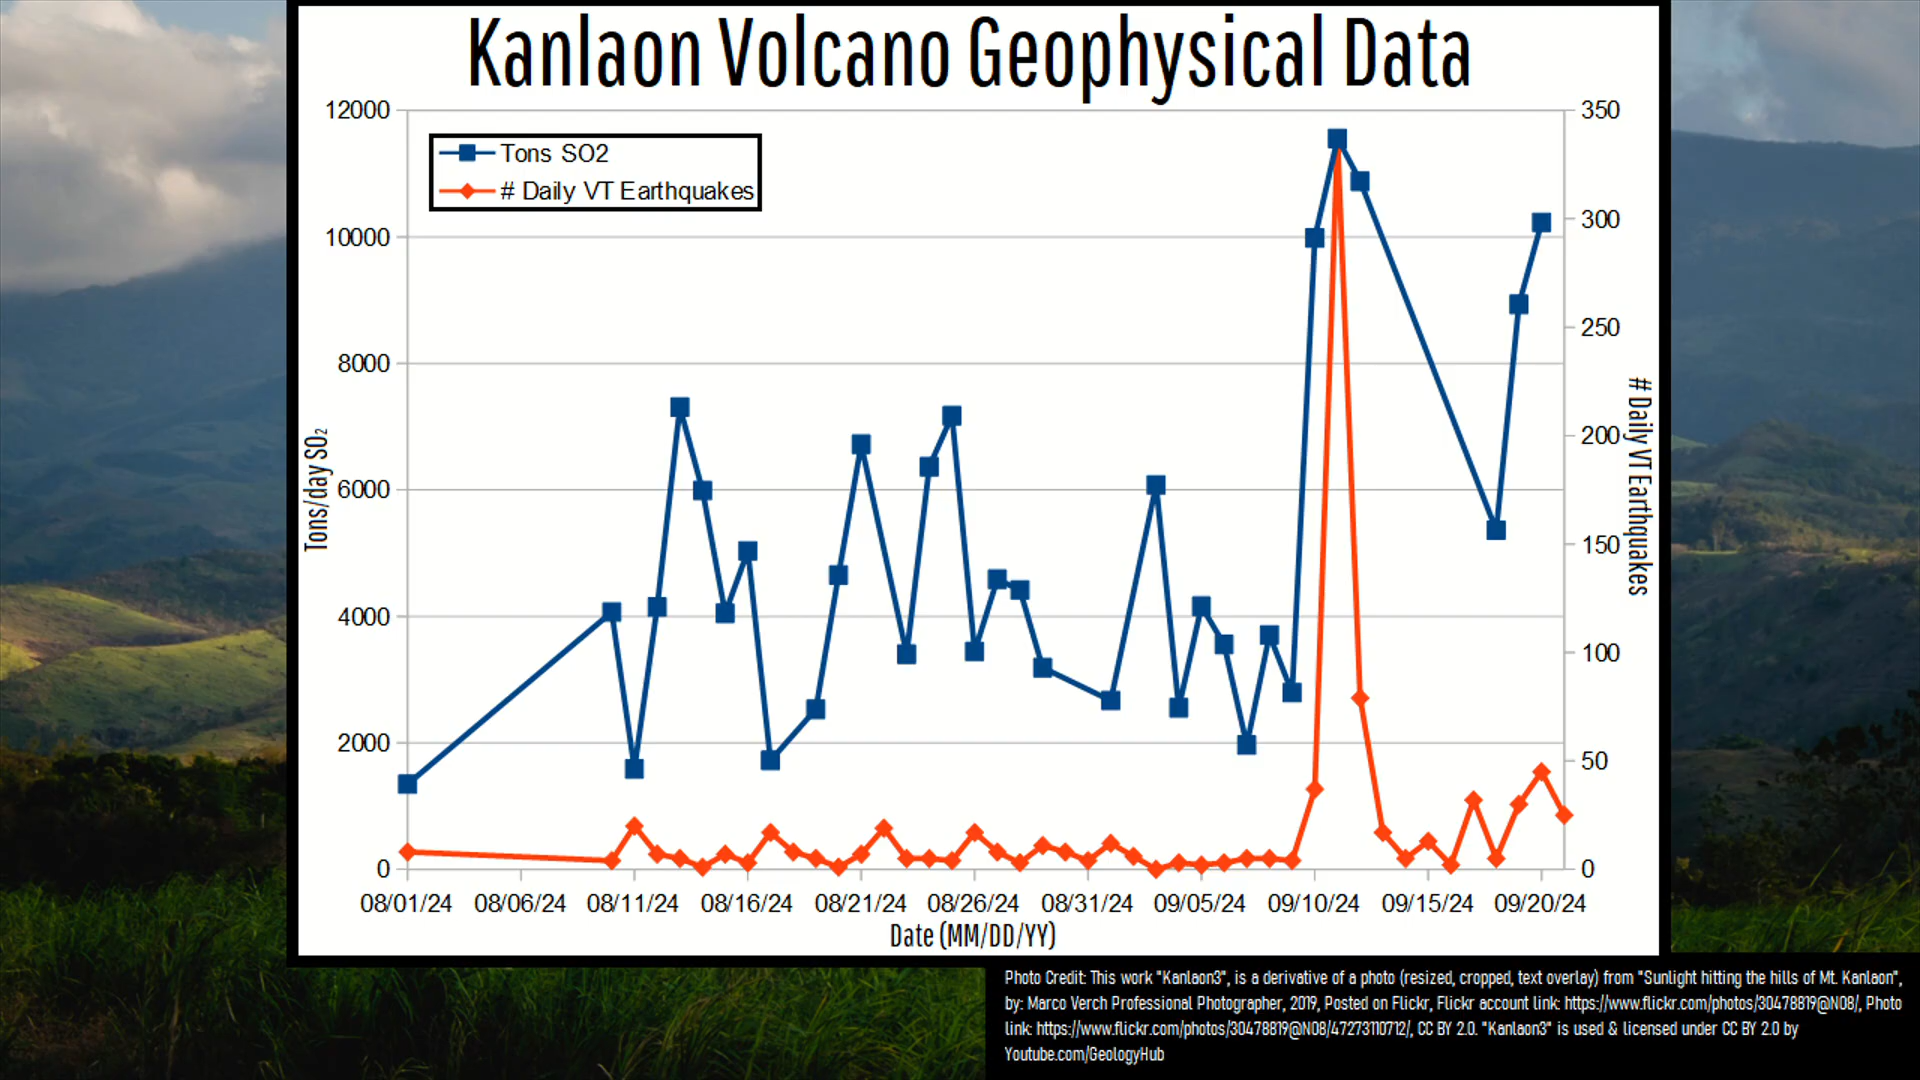 Kanlaon Volcano Geophysical Data
12000
10000
8000
6000
4000
2000
0
350
300
250
200
150
100
50
0
Tons SO2
# Daily VT Earthquakes
Tons/day SO₂
# Daily VT Earthquakes
08/01/24 08/06/24 08/11/24 08/16/24 08/21/24 08/26/24 08/31/24 09/05/24 09/10/24 09/15/24 09/20/24
Date (MM/DD/YY)
Photo Credit: This work "Kanlaon3", is a derivative of a photo (resized, cropped, text overlay) from "Sunlight hitting the hills of Mt. Kanlaon",
by: Marco Verch Professional Photographer, 2019, Posted on Flickr, Flickr account link: https://www.flickr.com/photos/30478819@N08/, Photo
link: https://www.flickr.com/photos/30478819@N08/47273110712/, CC BY 2.0. "Kanlaon3" is used & licensed under CC BY 2.0 by
Youtube.com/GeologyHub